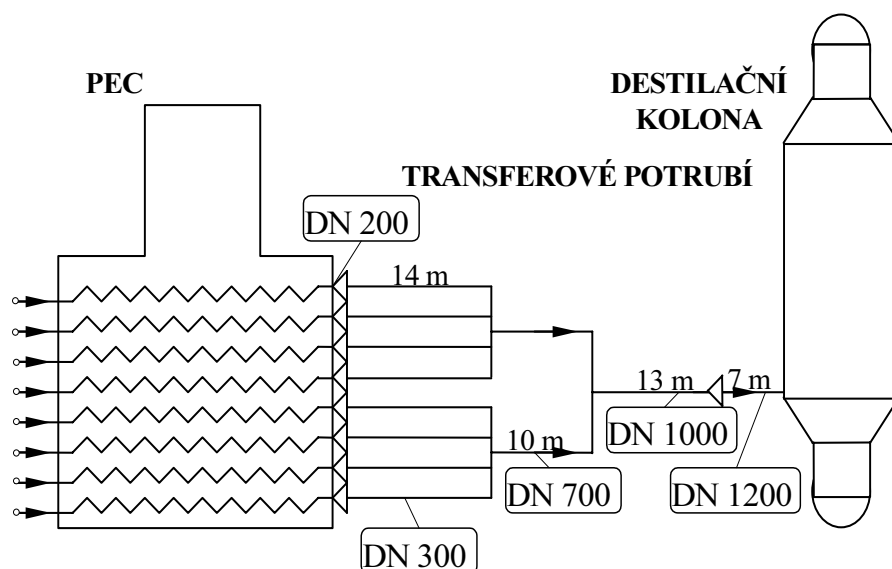 PEC
DESTILAČNÍ
KOLONA
TRANSFEROVÉ POTRUBÍ
DN 200
14 m
13 m
7 m
DN 1000
10 m
DN 700
DN 1200
DN 300